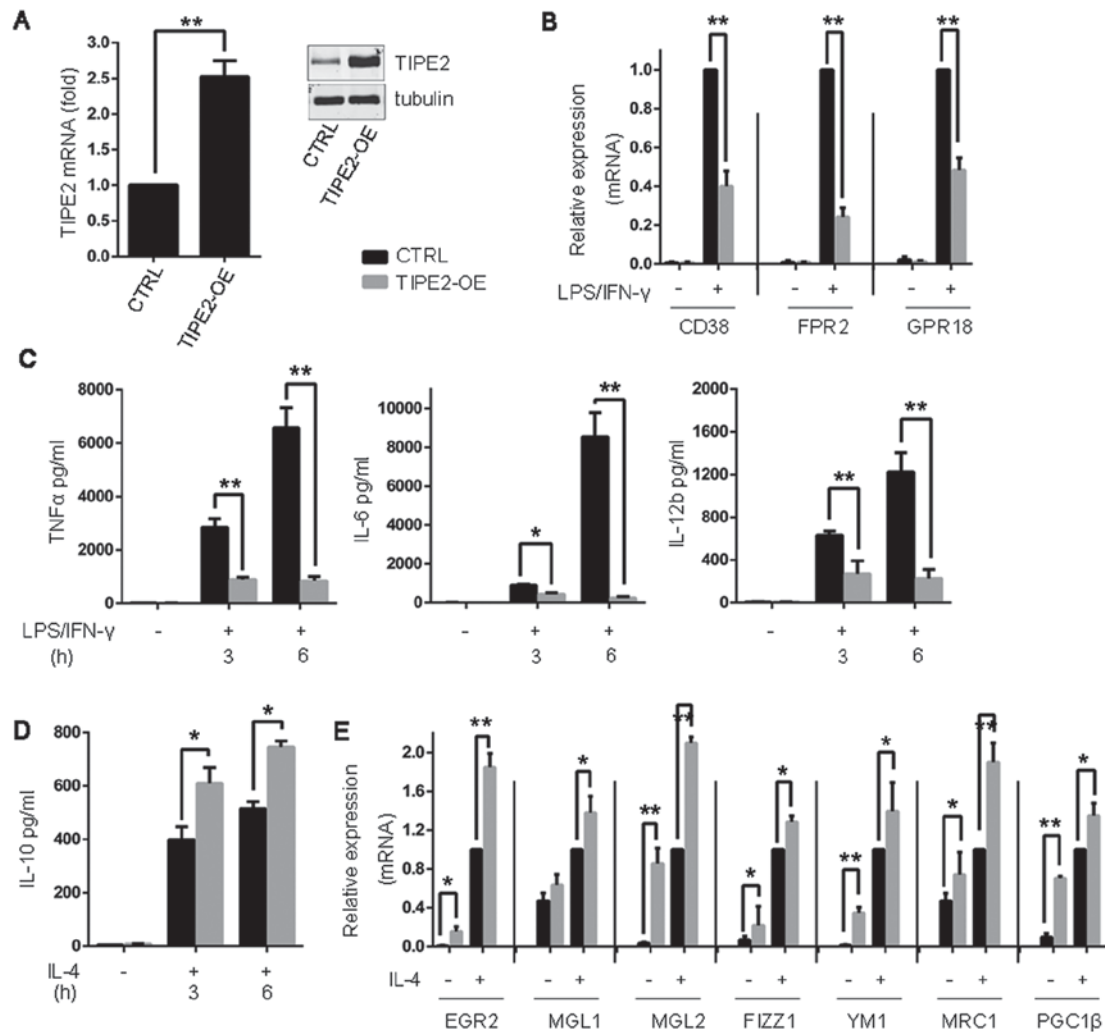 A
**
TIPE2 mRNA (fold)
3.0
2.5
2.0
1.5
1.0
0.5
0.0
CTRL
TIPE2-OE
TIPE2
tubulin
CTRL
TIPE2-OE
CTRL
TIPE2-OE
B
** ** **
Relative expression
(mRNA)
1.0
0.8
0.6
0.4
0.2
0.0
LPS/IFN-γ - + - + - +
CD38 FPR2 GPR18
C
TNFα pg/ml
8000
6000
4000
2000
0
** **
LPS/IFN-γ - + +
(h) 3 6
IL-6 pg/ml
10000
8000
6000
4000
2000
0
* **
- + +
3 6
IL-12b pg/ml
2000
1600
1200
800
400
0
** **
- + +
3 6
D
IL-10 pg/ml
800
600
400
200
0
* *
IL-4 - + +
(h) 3 6
E
Relative expression
(mRNA)
2.0
1.6
1.2
0.8
0.4
0.0
* ** * ** ** * * ** * * ** ** *
IL-4 - + - + - + - + - + - + - +
EGR2 MGL1 MGL2 FIZZ1 YM1 MRC1 PGC1β